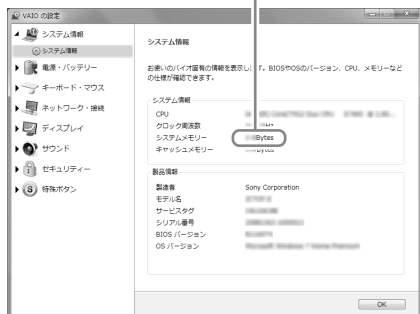 VAIO の設定
システム情報
システム情報
電源・バッテリー
キーボード・マウス
ネットワーク・接続
ディスプレイ
サウンド
セキュリティー
特殊ボタン
システム情報
お使いのバイオ固有の情報を表示します。BIOSやOSのバージョン、CPU、メモリーなど
の仕様が確認できます。
システム情報
CPU
クロック周波数
システムメモリー Bytes
キャッシュメモリー Bytes
製品情報
製造者 Sony Corporation
モデル名
サービスタグ
シリアル番号
BIOS バージョン
OS バージョン
OK